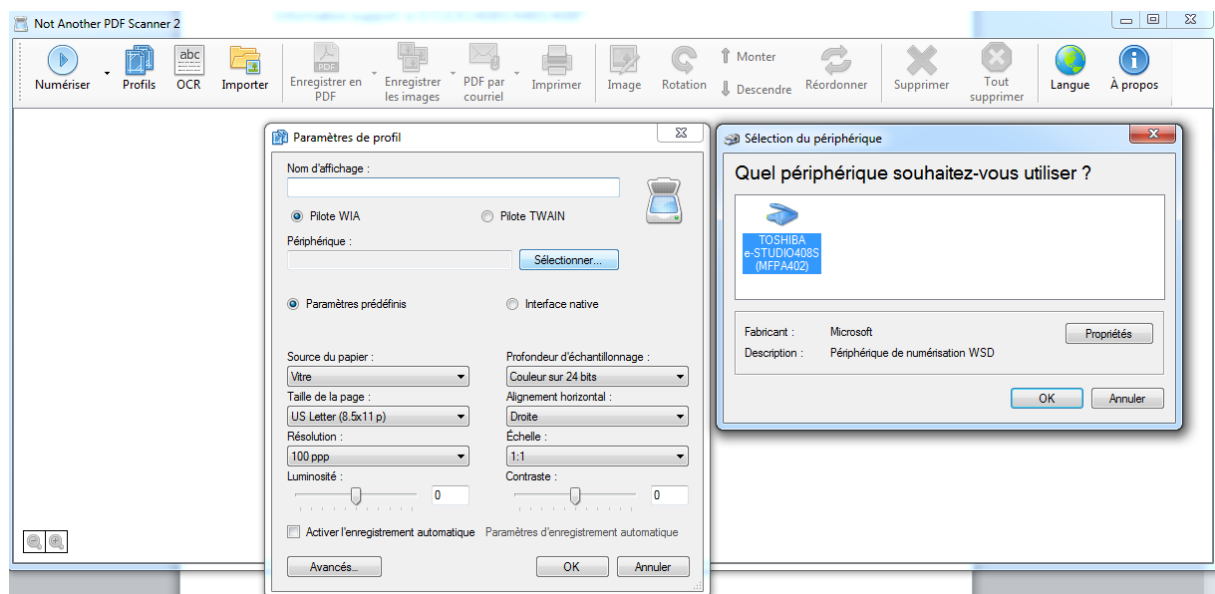 Not Another PDF Scanner 2
Numériser
Profils
abc
OCR
Importer
PDF
Enregistrer en
PDF
Enregistrer
les images
PDF par
courriel
Imprimer
Image
Rotation
Monter
Descendre
Réordonner
Supprimer
Tout
supprimer
Langue
À propos
Paramètres de profil
Nom d'affichage :
Pilote WIA
Pilote TWAIN
Périphérique :
Sélectionner...
Paramètres prédéfinis
Interface native
Source du papier :
Profondeur d'échantillonnage :
Vitre
Couleur sur 24 bits
Taille de la page :
Alignement horizontal :
US Letter (8.5x11 p)
Droite
Résolution :
Échelle :
100 ppp
1:1
Luminosité :
Contraste :
0
0
Activer l'enregistrement automatique
Paramètres d'enregistrement automatique
Avancés...
OK
Annuler
Sélection du périphérique
Quel périphérique souhaitez-vous utiliser ?
TOSHIBA
e-STUDIO408S
(MFPA402)
Fabricant :
Microsoft
Propriétés
Description :
Périphérique de numérisation WSD
OK
Annuler